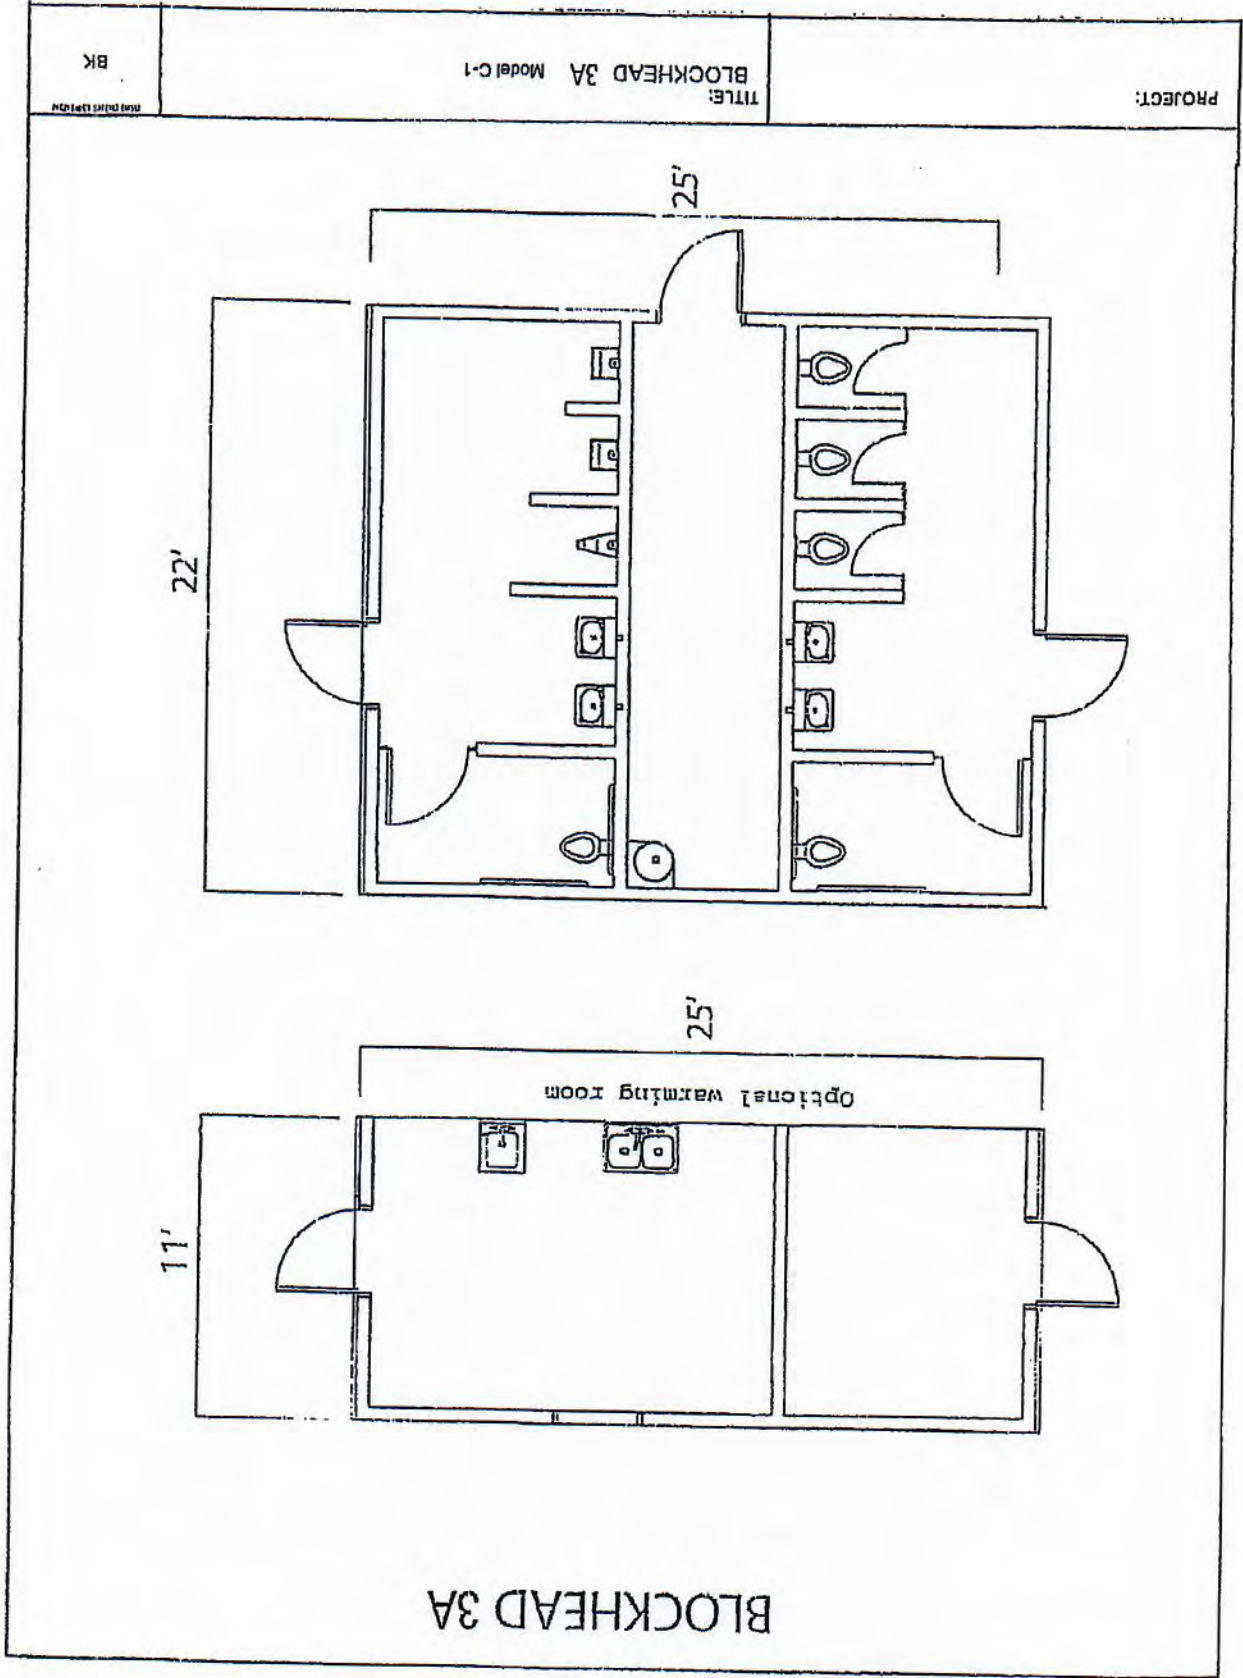 BLOCKHEAD 3A
11'
Optional warming room
25'
22'
25'
PROJECT:
TITLE:
BLOCKHEAD 3A Model C-1
BK